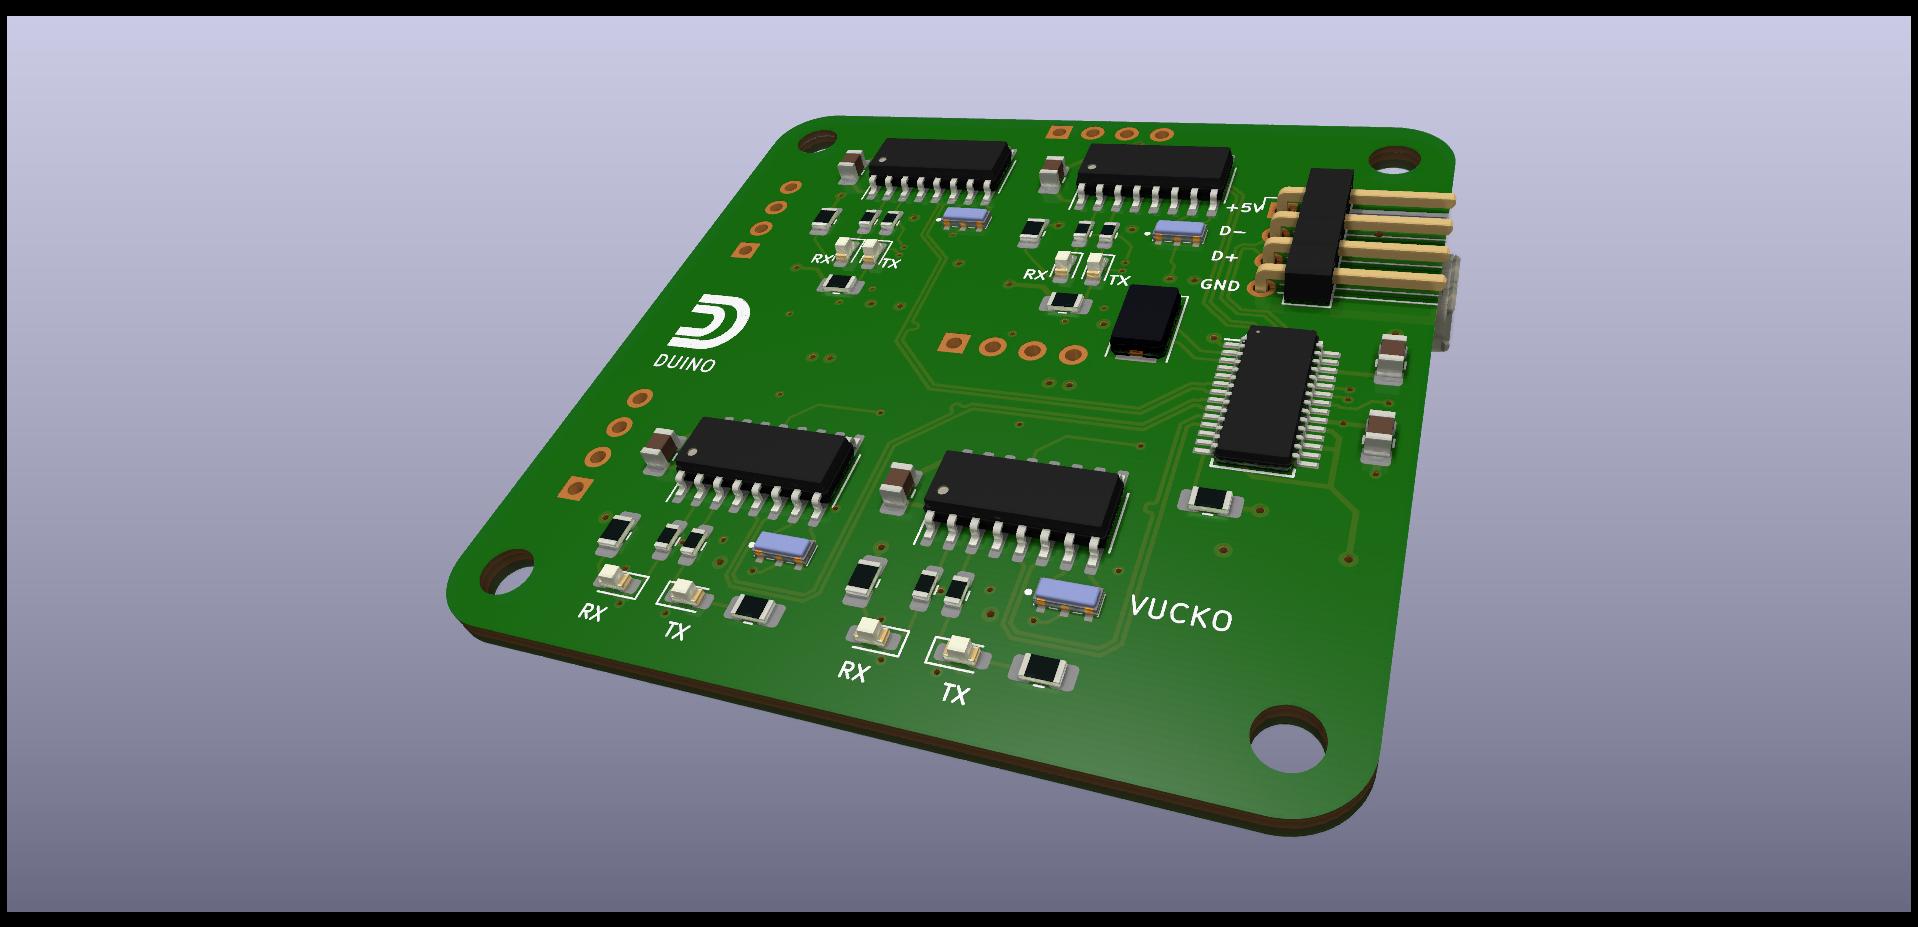 +5V
D-
D+
GND
RX TX
RX TX
DUINO
RX TX
RX TX
VUCKO